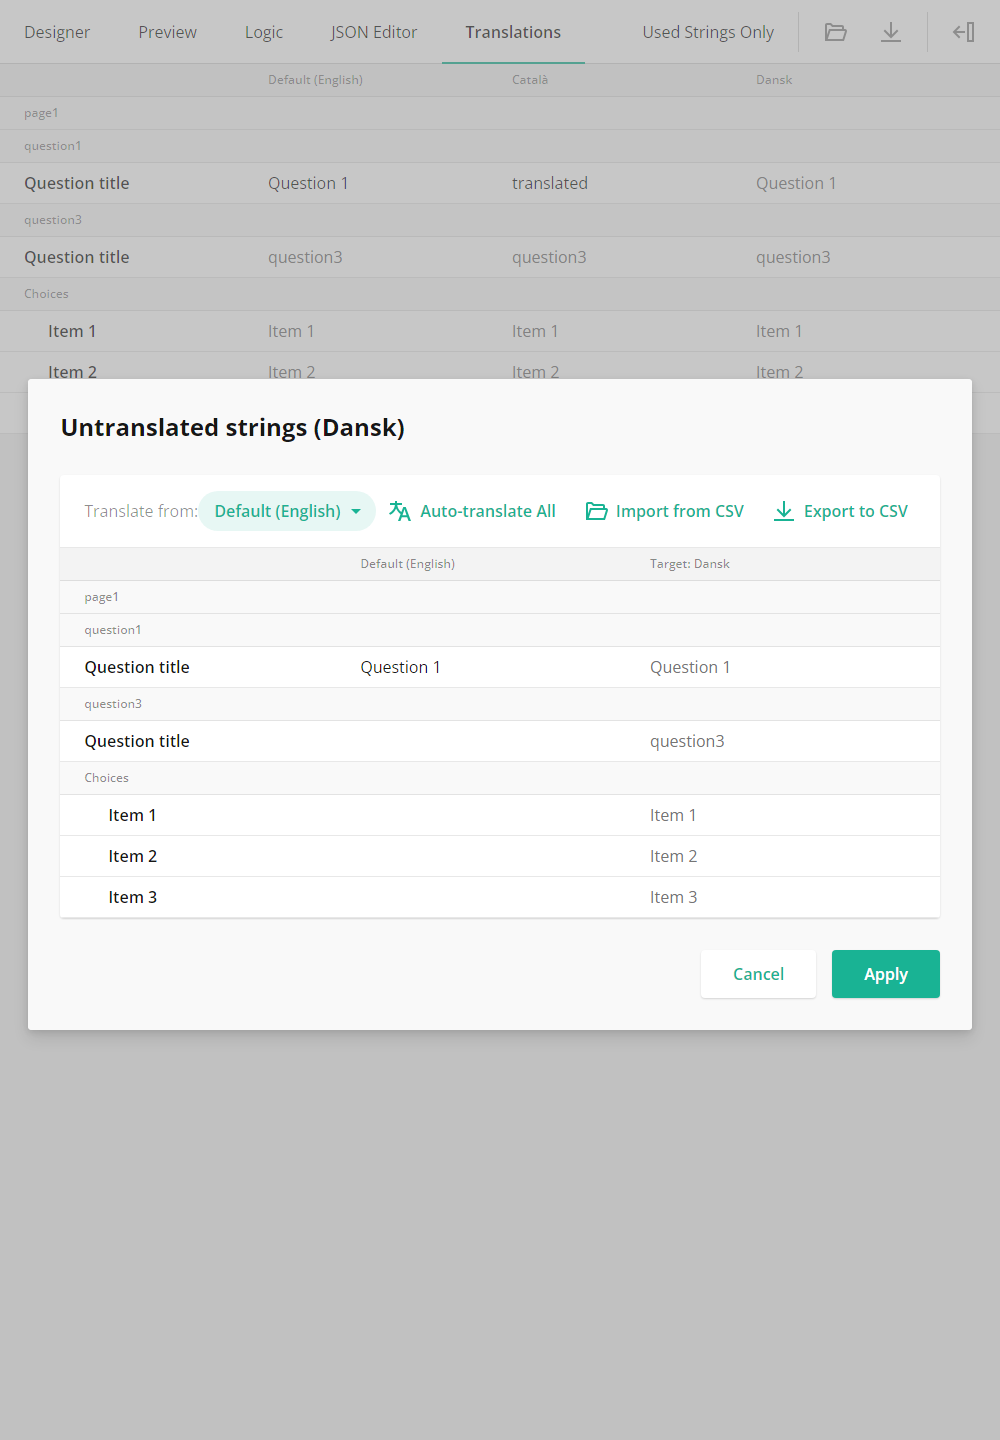 Designer Preview Logic JSON Editor Translations Used Strings Only
Default (English) Català Dansk
page1
question1
Question title Question 1 translated Question 1
question3
Question title question3 question3 question3
Choices
Item 1 Item 1 Item 1 Item 1
Item 2 Item 2 Item 2 Item 2
Untranslated strings (Dansk)
Translate from: Default (English) Auto-translate All Import from CSV Export to CSV
Default (English) Target: Dansk
page1
question1
Question title Question 1 Question 1
question3
Question title question3
Choices
Item 1 Item 1
Item 2 Item 2
Item 3 Item 3
Cancel Apply